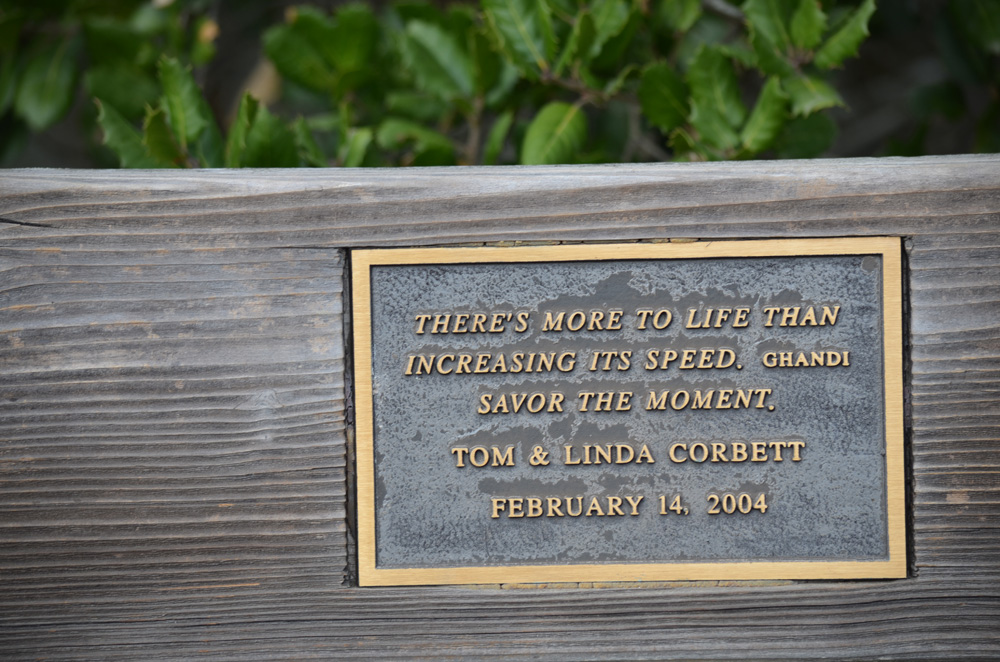 THERE'S MORE TO LIFE THAN
INCREASING ITS SPEED. GHANDI
SAVOR THE MOMENT.
TOM & LINDA CORBETT
FEBRUARY 14, 2004